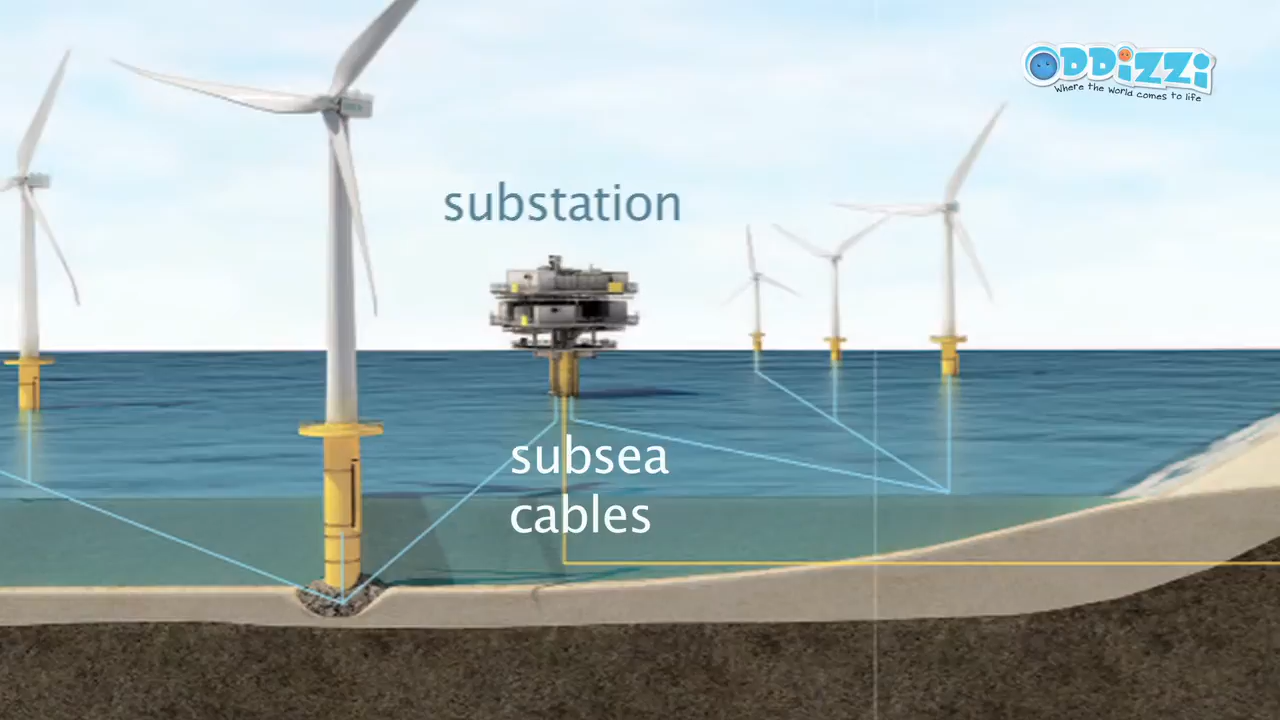 ODDiZZi
Where the World comes to life
substation
subsea
cables